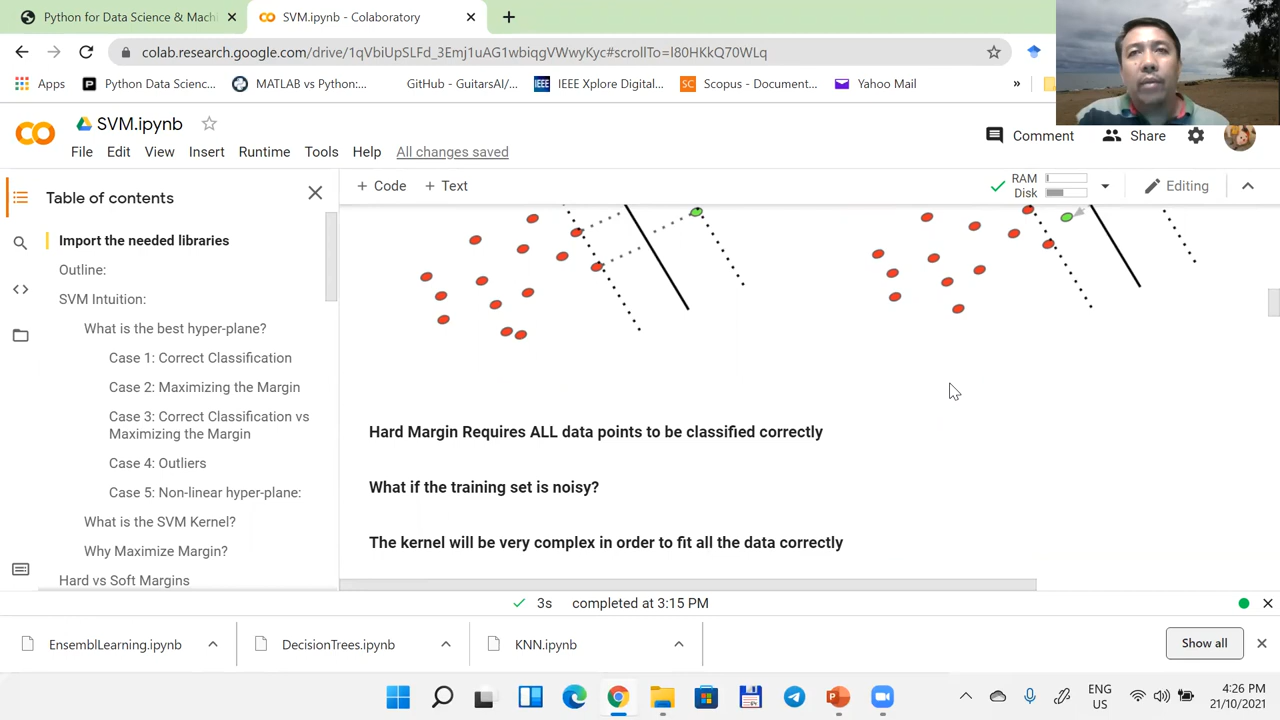 Python for Data Science & Machi
SVM.ipynb - Colaboratory
colab.research.google.com/drive/1qVbiUpSLFd_3Emj1uAG1wbiqgVWwyKyc#scrollTo=l80HKkQ70WLq
Apps
Python Data Scienc...
MATLAB vs Python:...
GitHub - GuitarsAI/...
IEEE Xplore Digital...
Scopus - Document...
Yahoo Mail
»
SVM.ipynb
Comment
Share
File Edit View Insert Runtime Tools Help All changes saved
+ Code + Text
RAM
Disk
Editing
Table of contents
Import the needed libraries
Outline:
SVM Intuition:
What is the best hyper-plane?
Case 1: Correct Classification
Case 2: Maximizing the Margin
Case 3: Correct Classification vs
Maximizing the Margin
Case 4: Outliers
Case 5: Non-linear hyper-plane:
What is the SVM Kernel?
Why Maximize Margin?
Hard vs Soft Margins
Hard Margin Requires ALL data points to be classified correctly
What if the training set is noisy?
The kernel will be very complex in order to fit all the data correctly
3s completed at 3:15 PM
EnsemblLearning.ipynb
DecisionTrees.ipynb
KNN.ipynb
Show all
ENG
US
4:26 PM
21/10/2021